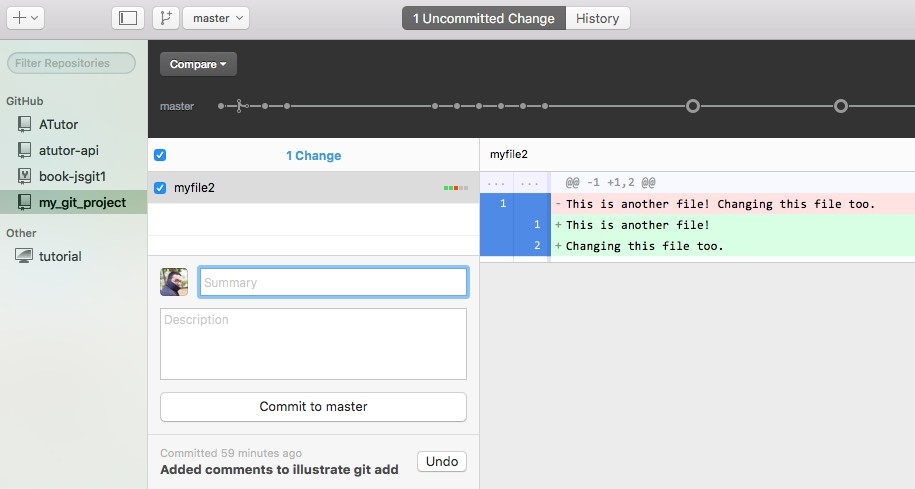 master
1 Uncommitted Change
History
Filter Repositories
GitHub
ATutor
atutor-api
book-jsgit1
my_git_project
Other
tutorial
Compare
master
1 Change
myfile2
Summary
Description
Commit to master
Committed 59 minutes ago
Added comments to illustrate git add
Undo
myfile2
... ... @@ -1 +1,2 @@
1 - This is another file! Changing this file too.
1 + This is another file!
2 + Changing this file too.